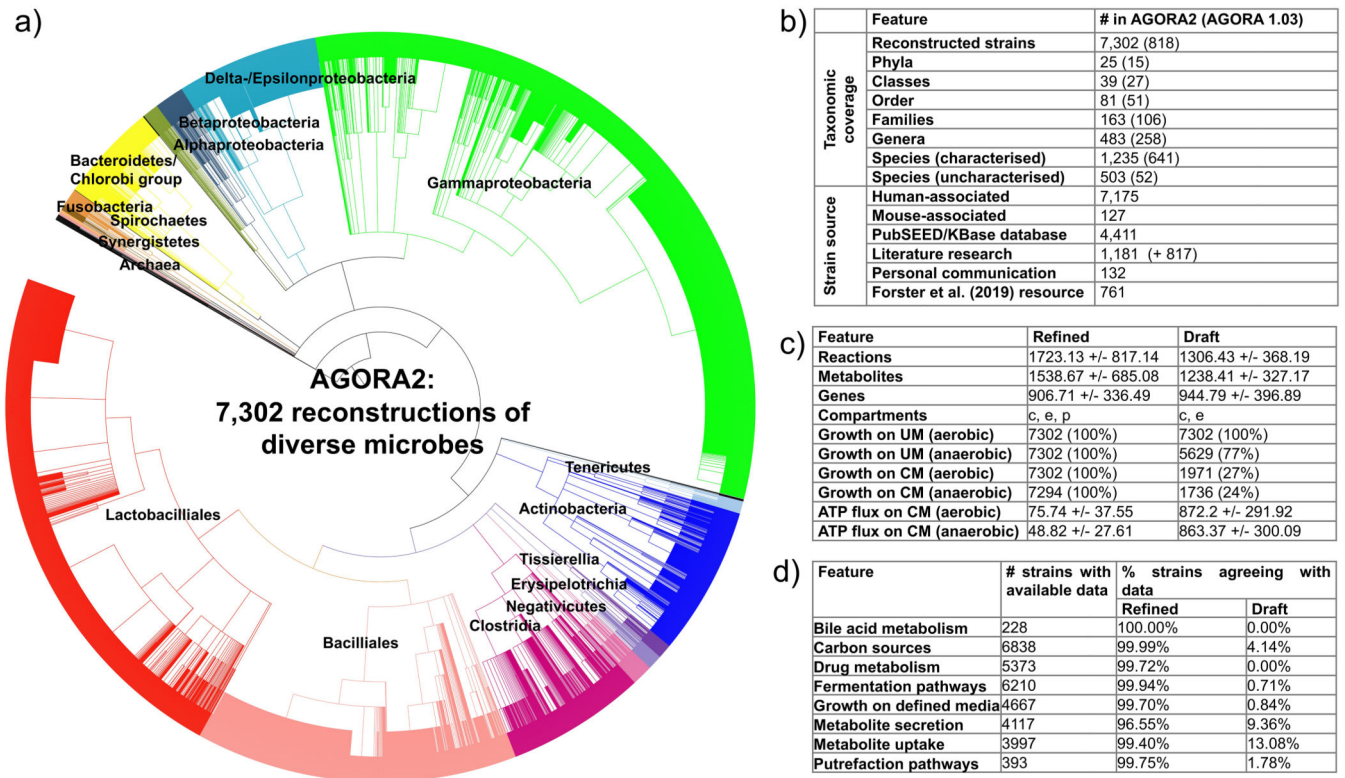 a)
Delta-/Epsilonproteobacteria
Betaproteobacteria
Alphaproteobacteria
Bacteroidetes/
Chlorobi group
Gammaproteobacteria
Fusobacteria
Spirochaetes
Synergistetes
Archaea
AGORA2:
7,302 reconstructions of
diverse microbes
Tenericutes
Actinobacteria
Lactobacilliales
Tissierellia
Erysipelotrichia
Negativicutes
Clostridia
Bacilliales
b)
Feature # in AGORA2 (AGORA 1.03)
Taxonomic
coverage
Reconstructed strains 7,302 (818)
Phyla 25 (15)
Classes 39 (27)
Order 81 (51)
Families 163 (106)
Genera 483 (258)
Species (characterised) 1,235 (641)
Species (uncharacterised) 503 (52)
Strain source
Human-associated 7,175
Mouse-associated 127
PubSEED/KBase database 4,411
Literature research 1,181 (+ 817)
Personal communication 132
Forster et al. (2019) resource 761
c)
Feature Refined Draft
Reactions 1723.13 +/- 817.14 1306.43 +/- 368.19
Metabolites 1538.67 +/- 685.08 1238.41 +/- 327.17
Genes 906.71 +/- 336.49 944.79 +/- 396.89
Compartments c, e, p c, e
Growth on UM (aerobic) 7302 (100%) 7302 (100%)
Growth on UM (anaerobic) 7302 (100%) 5629 (77%)
Growth on CM (aerobic) 7302 (100%) 1971 (27%)
Growth on CM (anaerobic) 7294 (100%) 1736 (24%)
ATP flux on CM (aerobic) 75.74 +/- 37.55 872.2 +/- 291.92
ATP flux on CM (anaerobic) 48.82 +/- 27.61 863.37 +/- 300.09
d)
Feature # strains with % strains agreeing with
available data data
Refined Draft
Bile acid metabolism 228 100.00% 0.00%
Carbon sources 6838 99.99% 4.14%
Drug metabolism 5373 99.72% 0.00%
Fermentation pathways 6210 99.94% 0.71%
Growth on defined media 4667 99.70% 0.84%
Metabolite secretion 4117 96.55% 9.36%
Metabolite uptake 3997 99.40% 13.08%
Putrefaction pathways 393 99.75% 1.78%